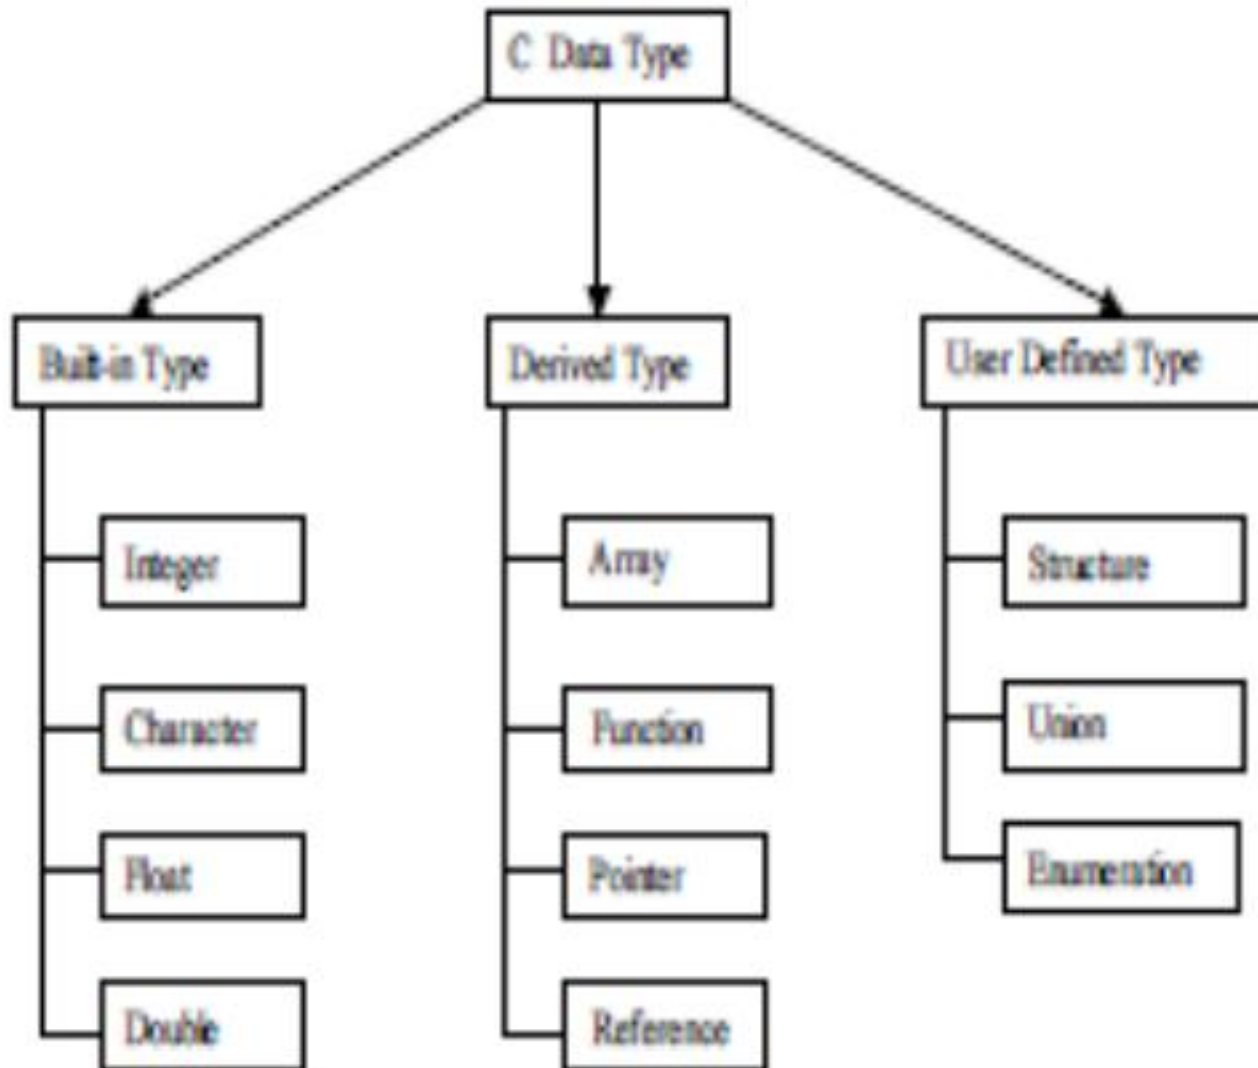 C Data Type
Built-in Type
Derived Type
User Defined Type
Integer
Array
Structure
Character
Function
Union
Float
Pointer
Enumeration
Double
Reference